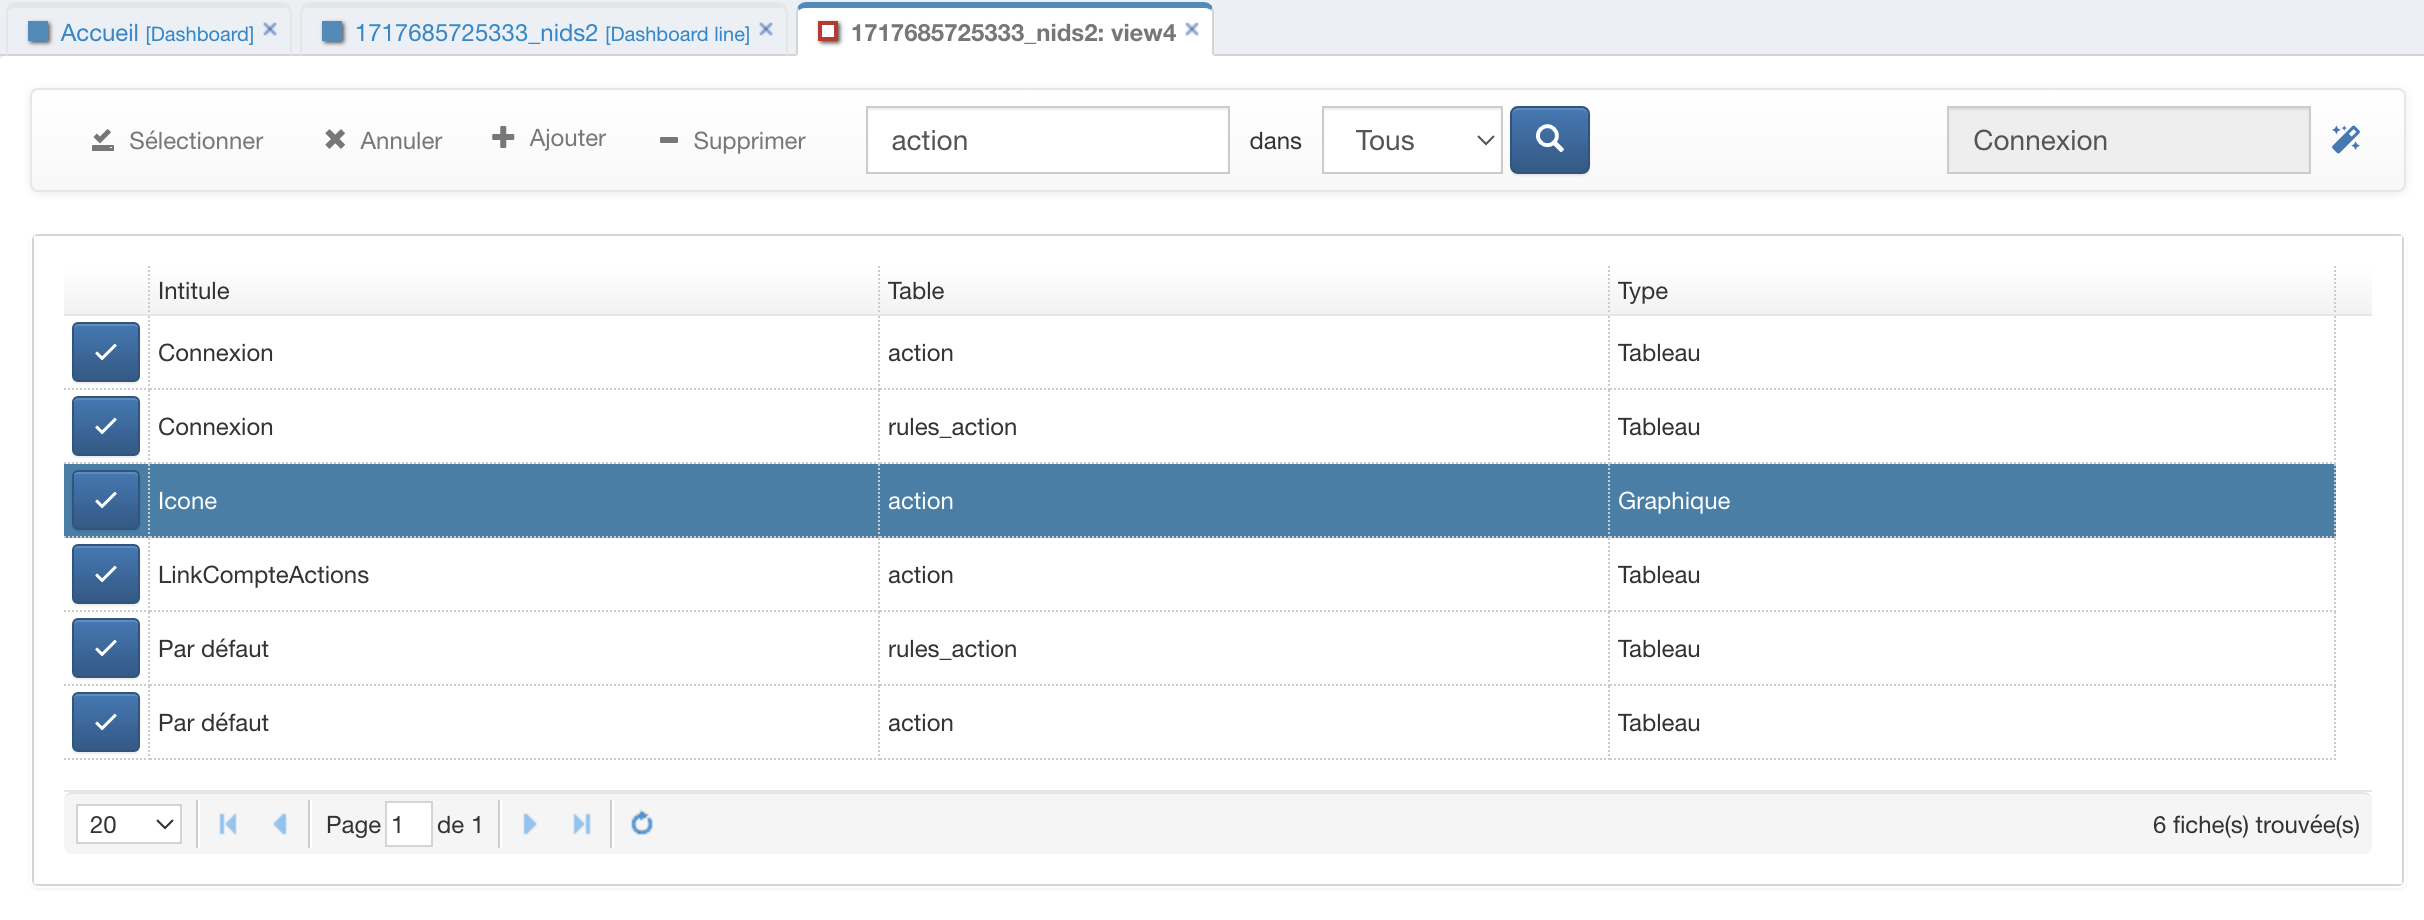 Accueil [Dashboard] 1717685725333_nids2 [Dashboard line] 1717685725333_nids2: view4
Sélectionner Annuler Ajouter Supprimer action dans Tous Connexion
Intitule Table Type
Connexion action Tableau
Connexion rules_action Tableau
Icone action Graphique
LinkCompteActions action Tableau
Par défaut rules_action Tableau
Par défaut action Tableau
20 Page 1 de 1 6 fiche(s) trouvée(s)